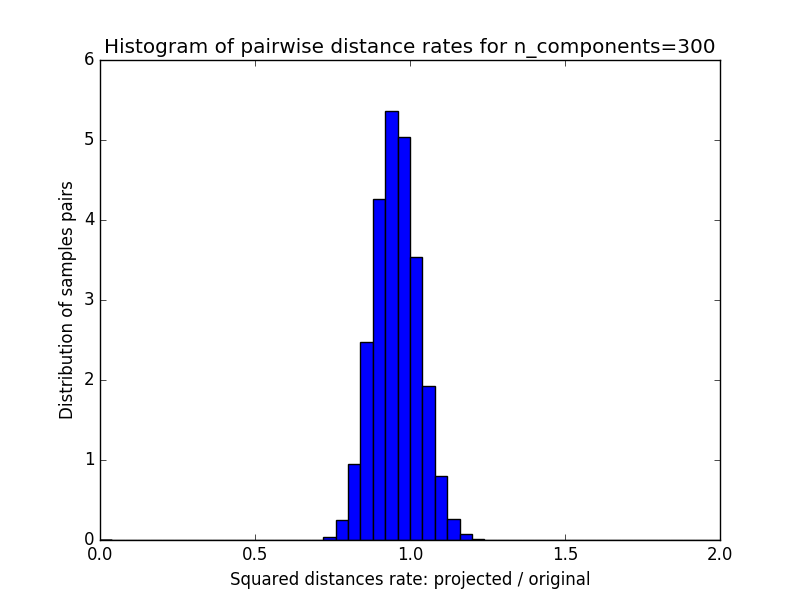 Histogram of pairwise distance rates for n_components=300
6
5
4
3
2
1
0
Distribution of samples pairs
0.0 0.5 1.0 1.5 2.0
Squared distances rate: projected / original